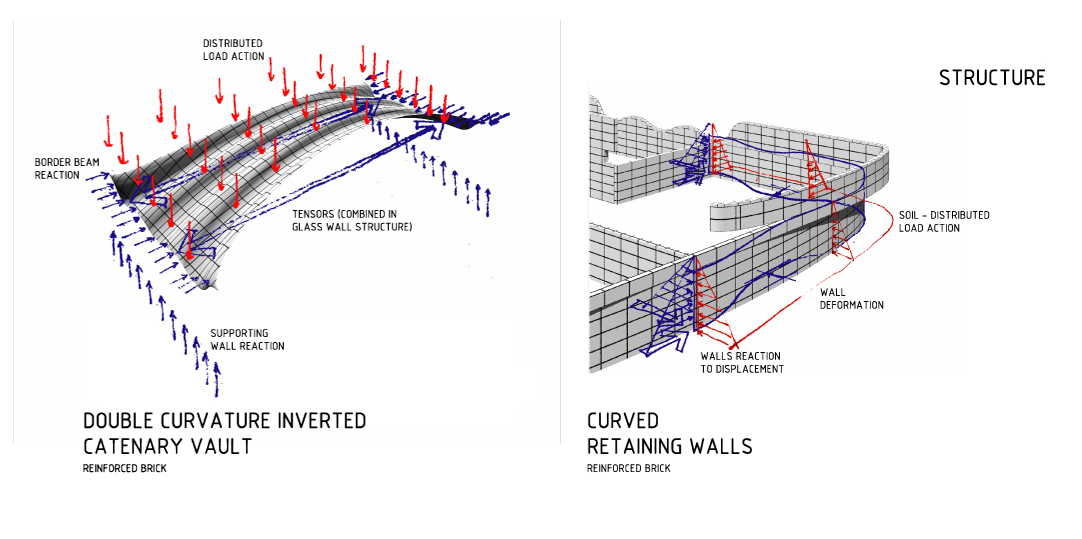 STRUCTURE
DISTRIBUTED
LOAD ACTION
BORDER BEAM
REACTION
TENSORS (COMBINED IN
GLASS WALL STRUCTURE)
SUPPORTING
WALL REACTION
DOUBLE CURVATURE INVERTED
CATENARY VAULT
REINFORCED BRICK
SOIL - DISTRIBUTED
LOAD ACTION
WALL
DEFORMATION
WALLS REACTION
TO DISPLACEMENT
CURVED
RETAINING WALLS
REINFORCED BRICK